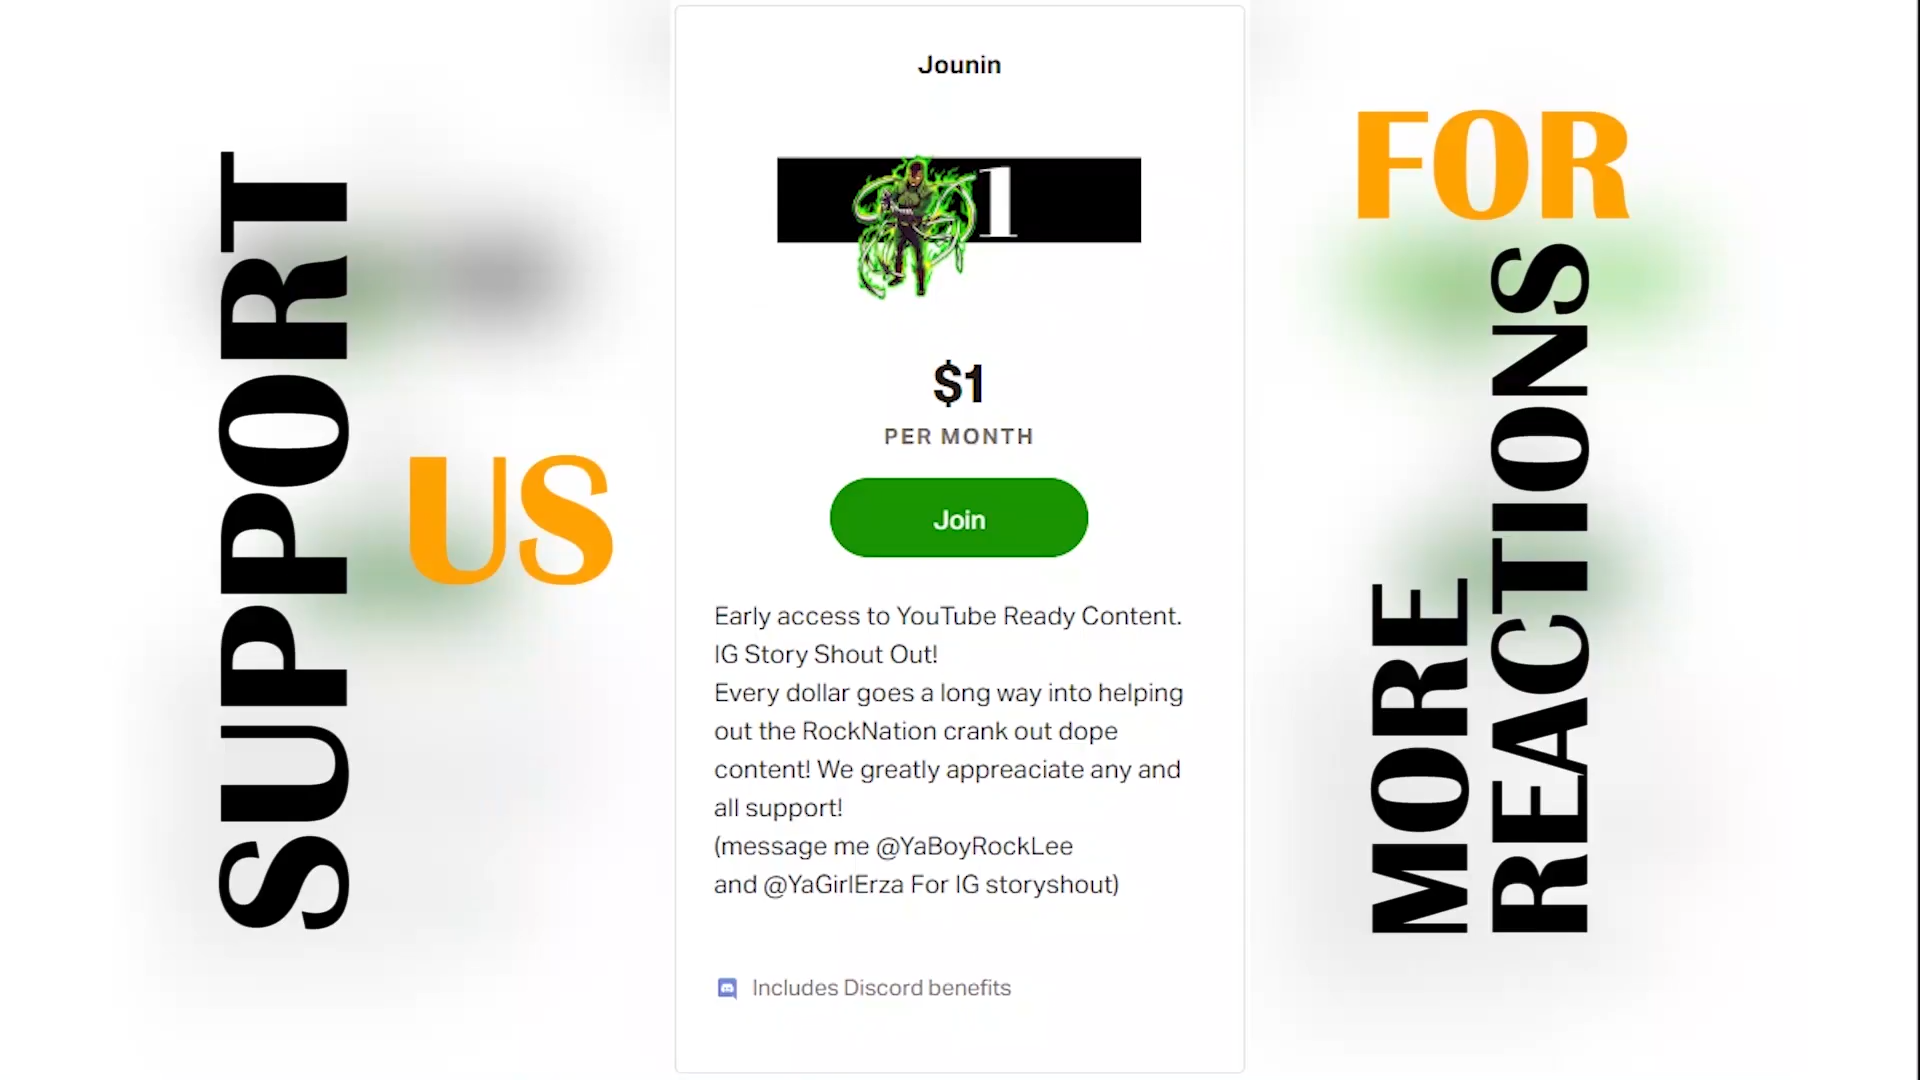 SUPPORT
US
Jounin
1
$1
PER MONTH
Join
Early access to YouTube Ready Content.
IG Story Shout Out!
Every dollar goes a long way into helping
out the RockNation crank out dope
content! We greatly appreaciate any and
all support!
(message me @YaBoyRockLee
and @YaGirlErza For IG storyshout)
Includes Discord benefits
FOR
MORE
REACTIONS